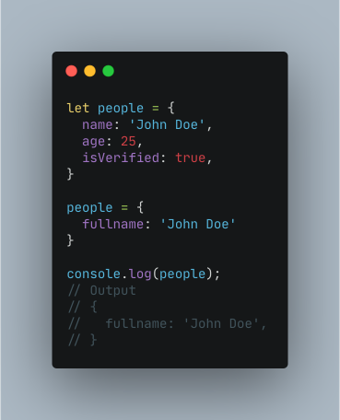 let people = {
  name: 'John Doe',
  age: 25,
  isVerified: true,
}
people = {
  fullname: 'John Doe'
}
console.log(people);
// Output
// {
//   fullname: 'John Doe',
// }